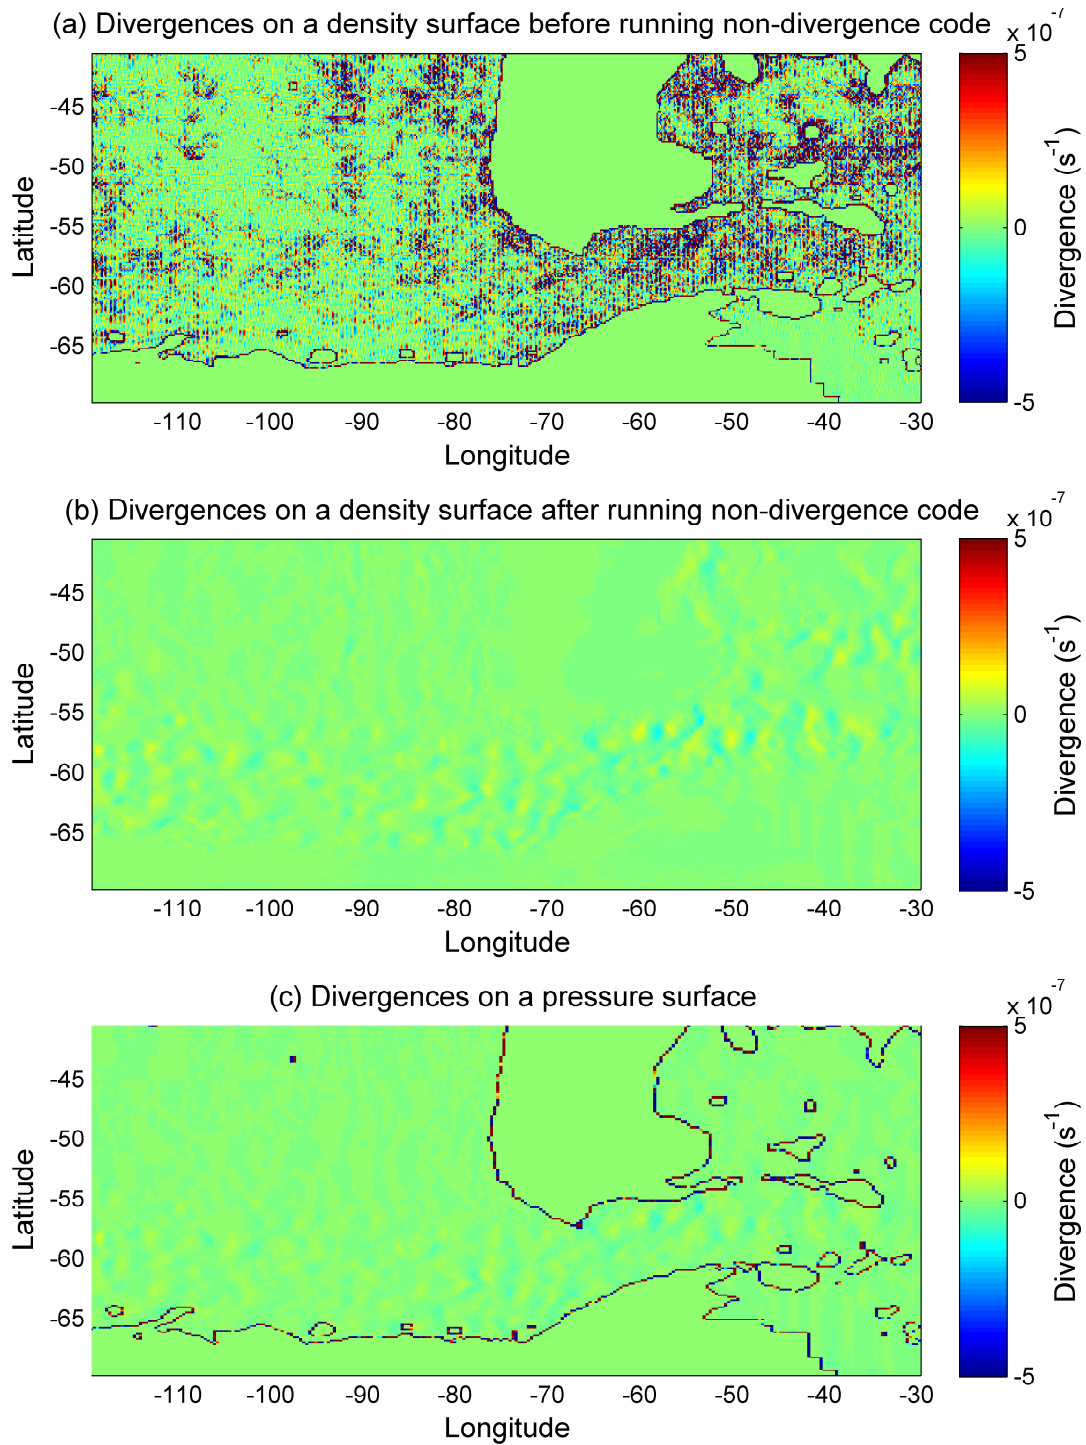 (a) Divergences on a density surface before running non-divergence code
x 10^-7
5
0
-5
Divergence (s^-1)
-45
-50
-55
-60
-65
Latitude
-110 -100 -90 -80 -70 -60 -50 -40 -30
Longitude
(b) Divergences on a density surface after running non-divergence code
x 10^-7
5
0
-5
Divergence (s^-1)
-45
-50
-55
-60
-65
Latitude
-110 -100 -90 -80 -70 -60 -50 -40 -30
Longitude
(c) Divergences on a pressure surface
x 10^-7
5
0
-5
Divergence (s^-1)
-45
-50
-55
-60
-65
Latitude
-110 -100 -90 -80 -70 -60 -50 -40 -30
Longitude